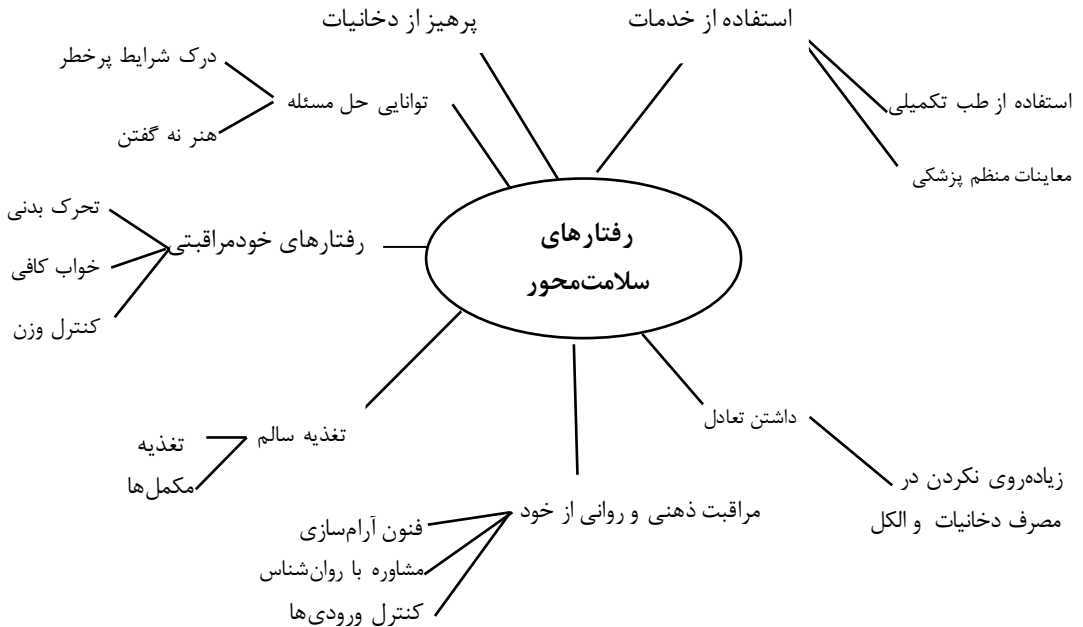 استفاده از خدمات
پرهیز از دخانیات
درک شرایط پرخطر
توانایی حل مسئله
هنر نه گفتن
استفاده از طب تکمیلی
معاینات منظم پزشکی
رفتارهای
سلامت‌محور
تحرک بدنی
رفتارهای خودمراقبتی
خواب کافی
کنترل وزن
داشتن تعادل
زیاده‌روی نکردن در
مصرف دخانیات و الکل
تغذیه سالم
تغذیه
مکمل‌ها
مراقبت ذهنی و روانی از خود
فنون آرام‌سازی
مشاوره با روان‌شناس
کنترل ورودی‌ها